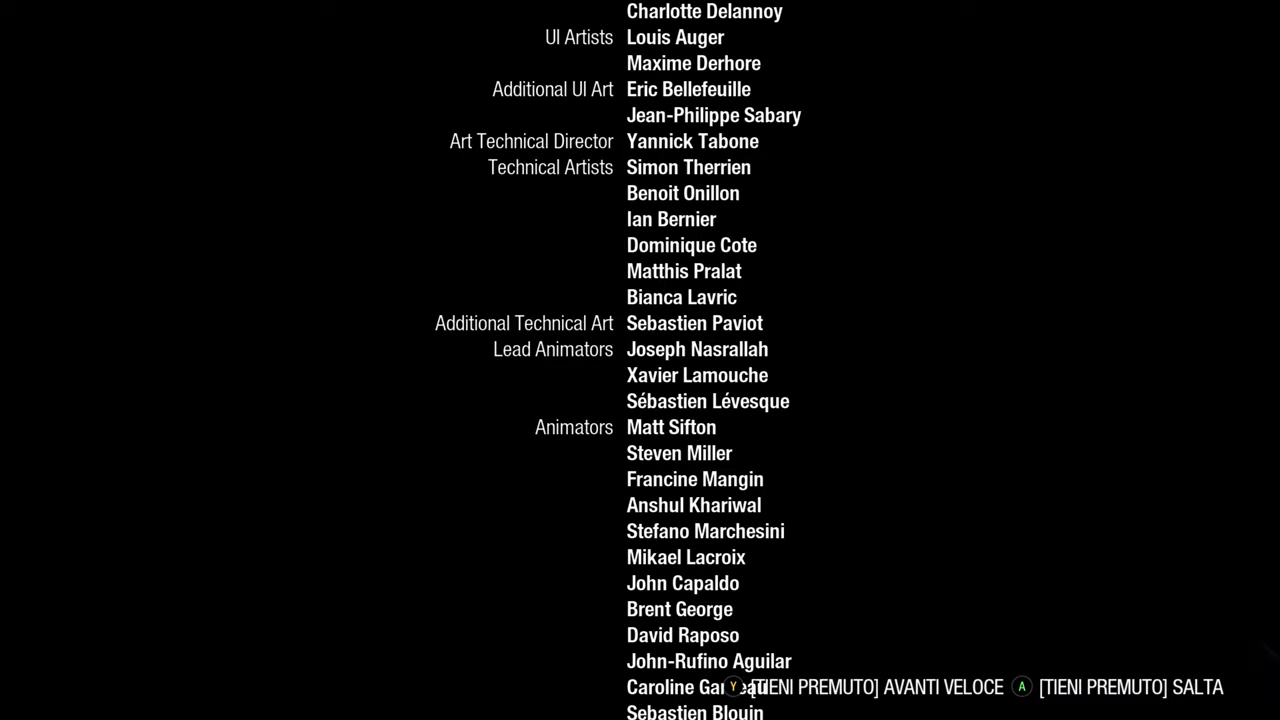 Charlotte Delannoy
UI Artists Louis Auger
Maxime Derhore
Additional UI Art Eric Bellefeuille
Jean-Philippe Sabary
Art Technical Director Yannick Tabone
Technical Artists Simon Therrien
Benoit Onillon
Ian Bernier
Dominique Cote
Matthis Pralat
Bianca Lavric
Additional Technical Art Sebastien Paviot
Lead Animators Joseph Nasrallah
Xavier Lamouche
Sébastien Lévesque
Animators Matt Sifton
Steven Miller
Francine Mangin
Anshul Khariwal
Stefano Marchesini
Mikael Lacroix
John Capaldo
Brent George
David Raposo
John-Rufino Aguilar
Caroline
Y [TIENI PREMUTO] AVANTI VELOCE A [TIENI PREMUTO] SALTA
Sebastien Blouin